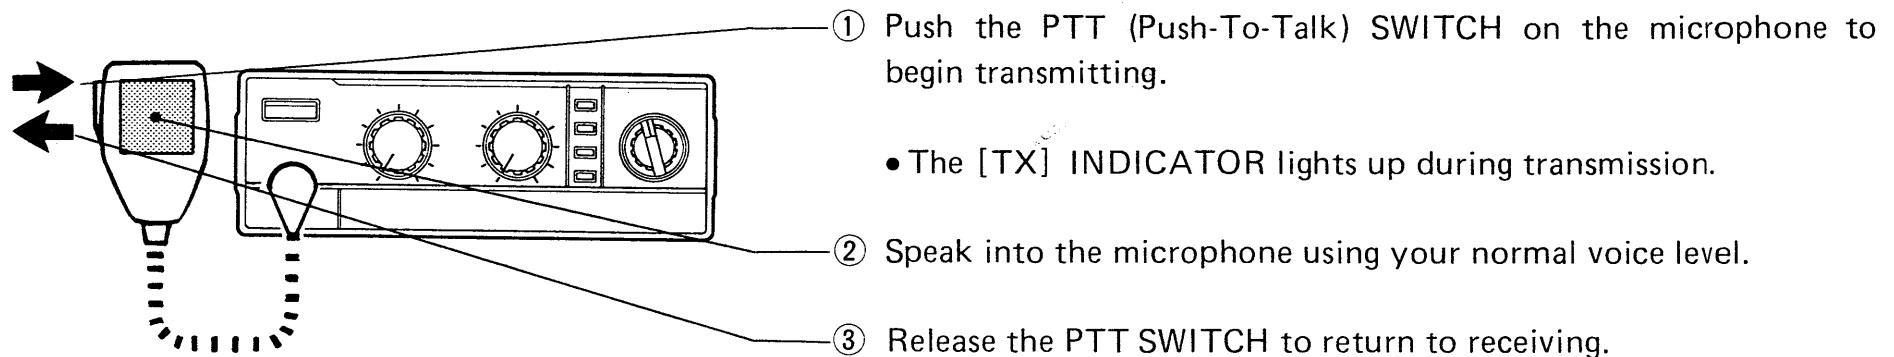 ① Push the PTT (Push-To-Talk) SWITCH on the microphone to
begin transmitting.
• The [TX] INDICATOR lights up during transmission.
② Speak into the microphone using your normal voice level.
③ Release the PTT SWITCH to return to receiving.